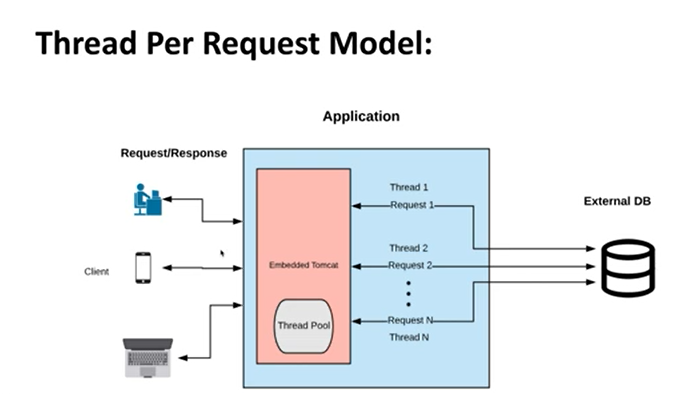 Thread Per Request Model:
Application
Request/Response
Thread 1
Request 1
External DB
Thread 2
Client
Embedded Tomcat
Request 2
Thread Pool
Request N
Thread N